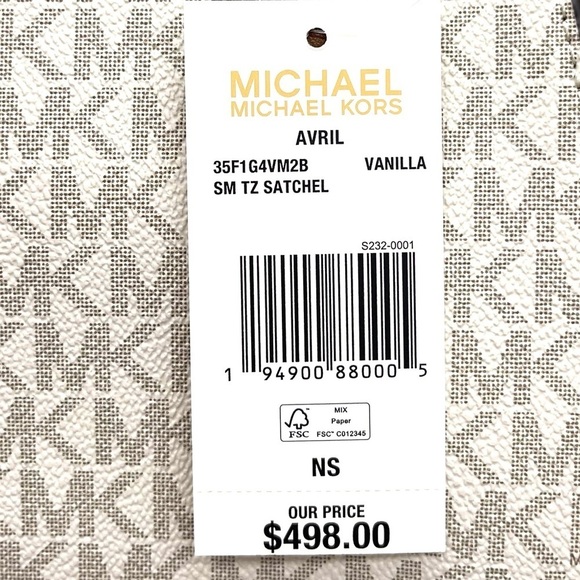 MICHAEL
MICHAEL KORS
AVRIL
35F1G4VM2B VANILLA
SM TZ SATCHEL
S232-0001
1 94900 88000 5
FSC
MIX
Paper
FSC™ C012345
NS
OUR PRICE
$498.00